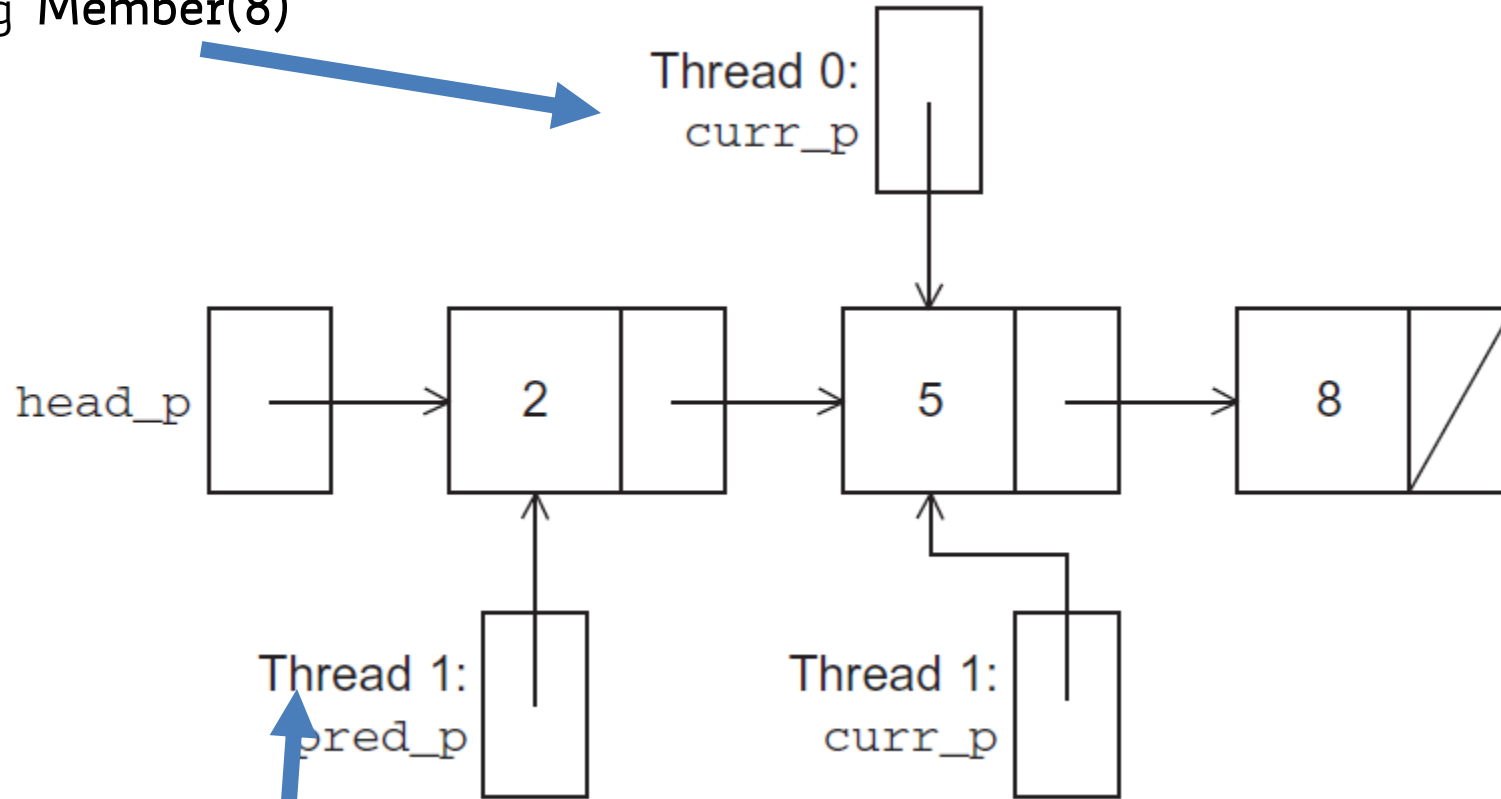 Member(8)
Thread 0:
curr_p
head_p
2
5
8
Thread 1:
pred_p
Thread 1:
curr_p